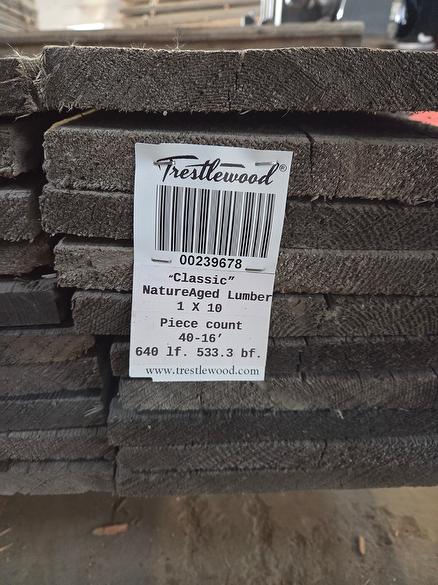 Trestlewood®
00239678
"Classic"
NatureAged Lumber
1 X 10
Piece count
40-16'
640 lf. 533.3 bf.
www.trestlewood.com